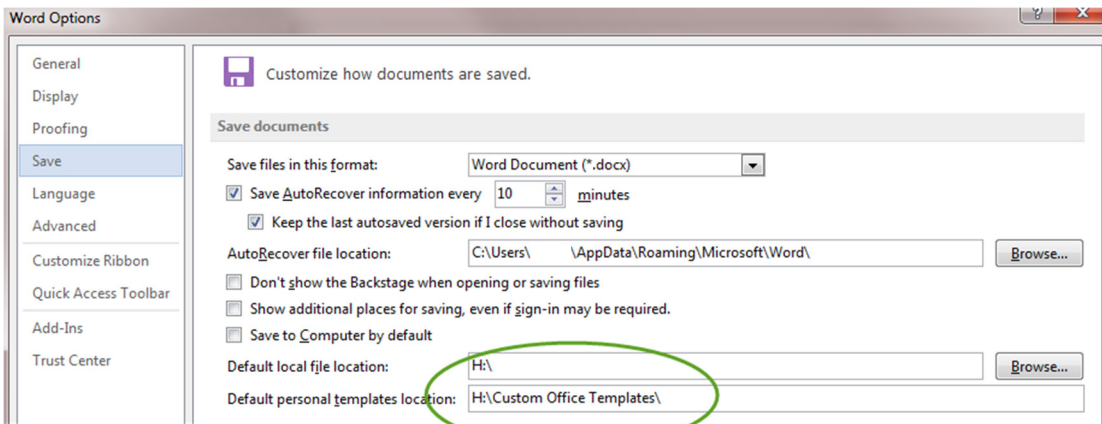 Word Options
?
X
General
Display
Proofing
Save
Language
Advanced
Customize Ribbon
Quick Access Toolbar
Add-Ins
Trust Center
Customize how documents are saved.
Save documents
Save files in this format: Word Document (*.docx)
Save AutoRecover information every 10 minutes
Keep the last autosaved version if I close without saving
AutoRecover file location: C:\Users\ \AppData\Roaming\Microsoft\Word\ Browse...
Don't show the Backstage when opening or saving files
Show additional places for saving, even if sign-in may be required.
Save to Computer by default
Default local file location: H:\ Browse...
Default personal templates location: H:\Custom Office Templates\